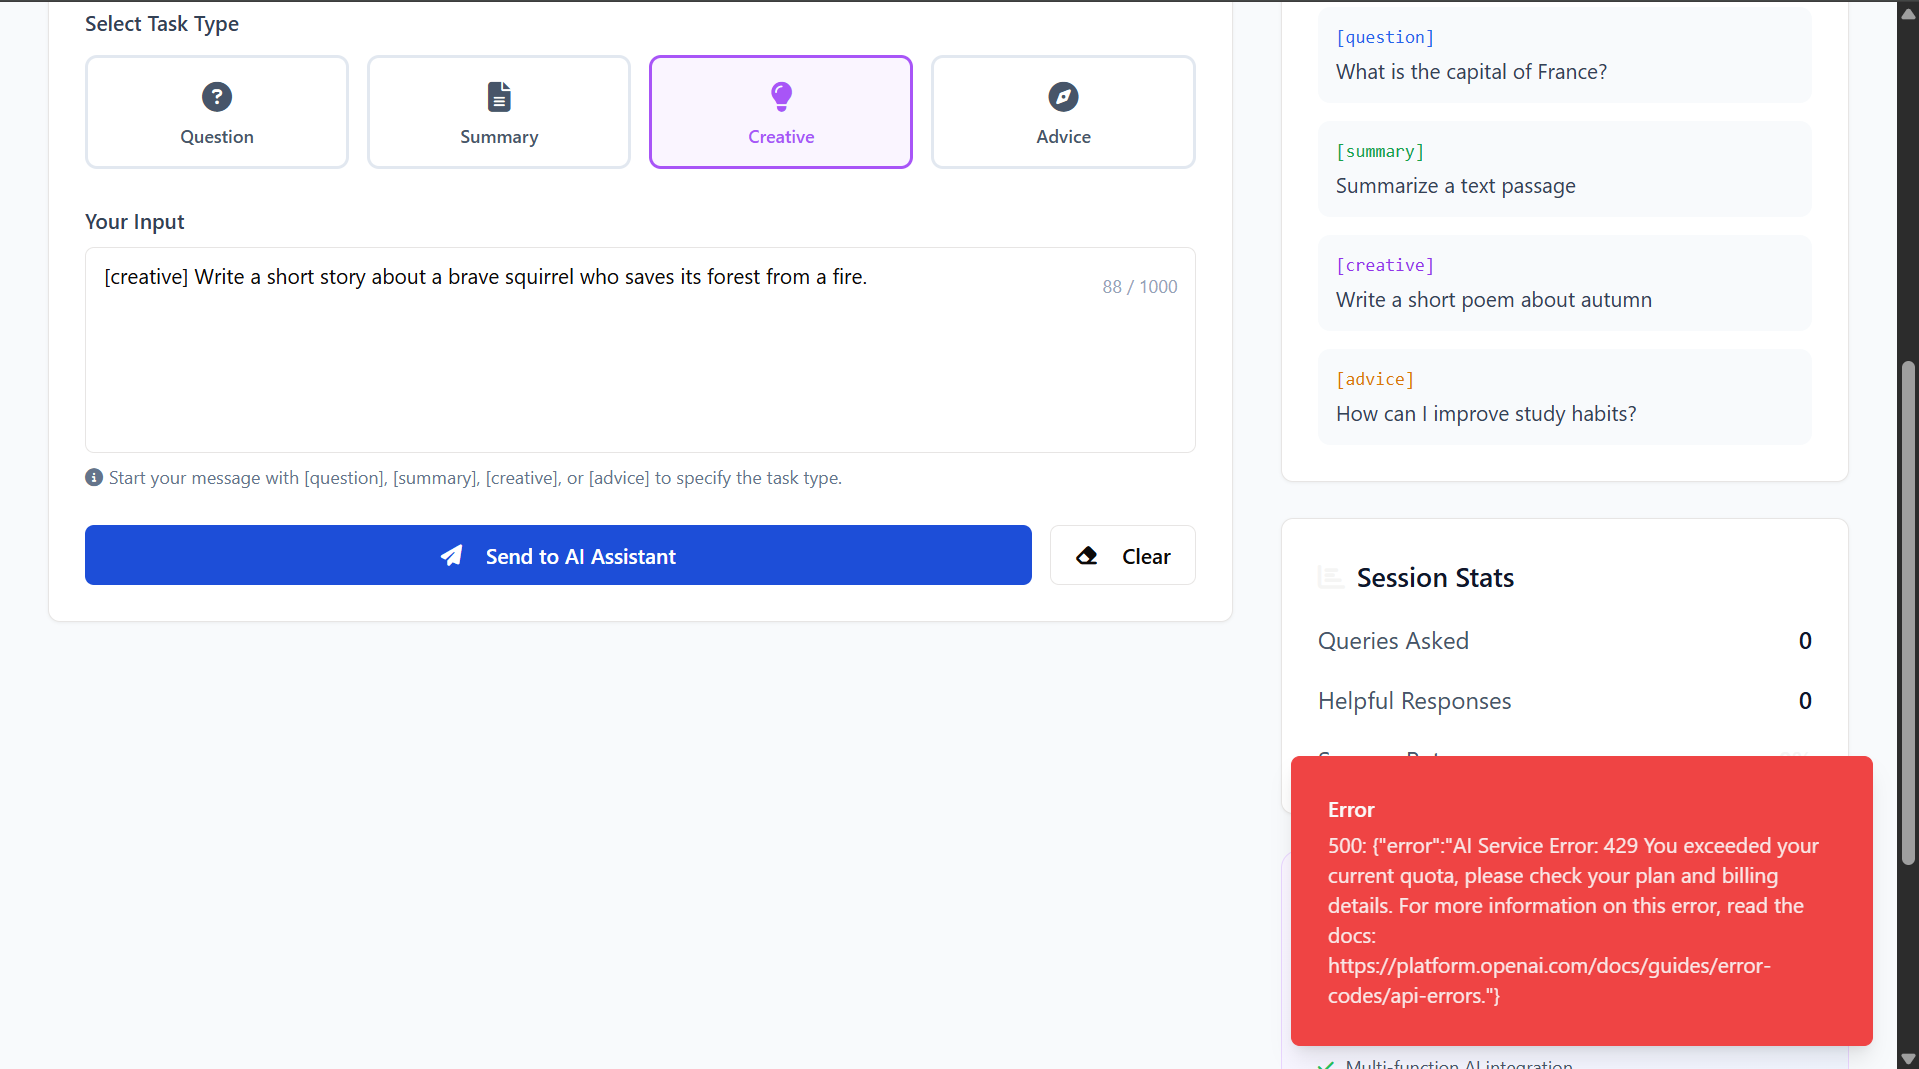 Select Task Type
Question
Summary
Creative
Advice
Your Input
[creative] Write a short story about a brave squirrel who saves its forest from a fire.
88 / 1000
Start your message with [question], [summary], [creative], or [advice] to specify the task type.
Send to AI Assistant
Clear
[question]
What is the capital of France?
[summary]
Summarize a text passage
[creative]
Write a short poem about autumn
[advice]
How can I improve study habits?
Session Stats
Queries Asked
0
Helpful Responses
0
Error
500: {"error":"AI Service Error: 429 You exceeded your
current quota, please check your plan and billing
details. For more information on this error, read the
docs:
https://platform.openai.com/docs/guides/error-
codes/api-errors."}
Multi-function AI integration